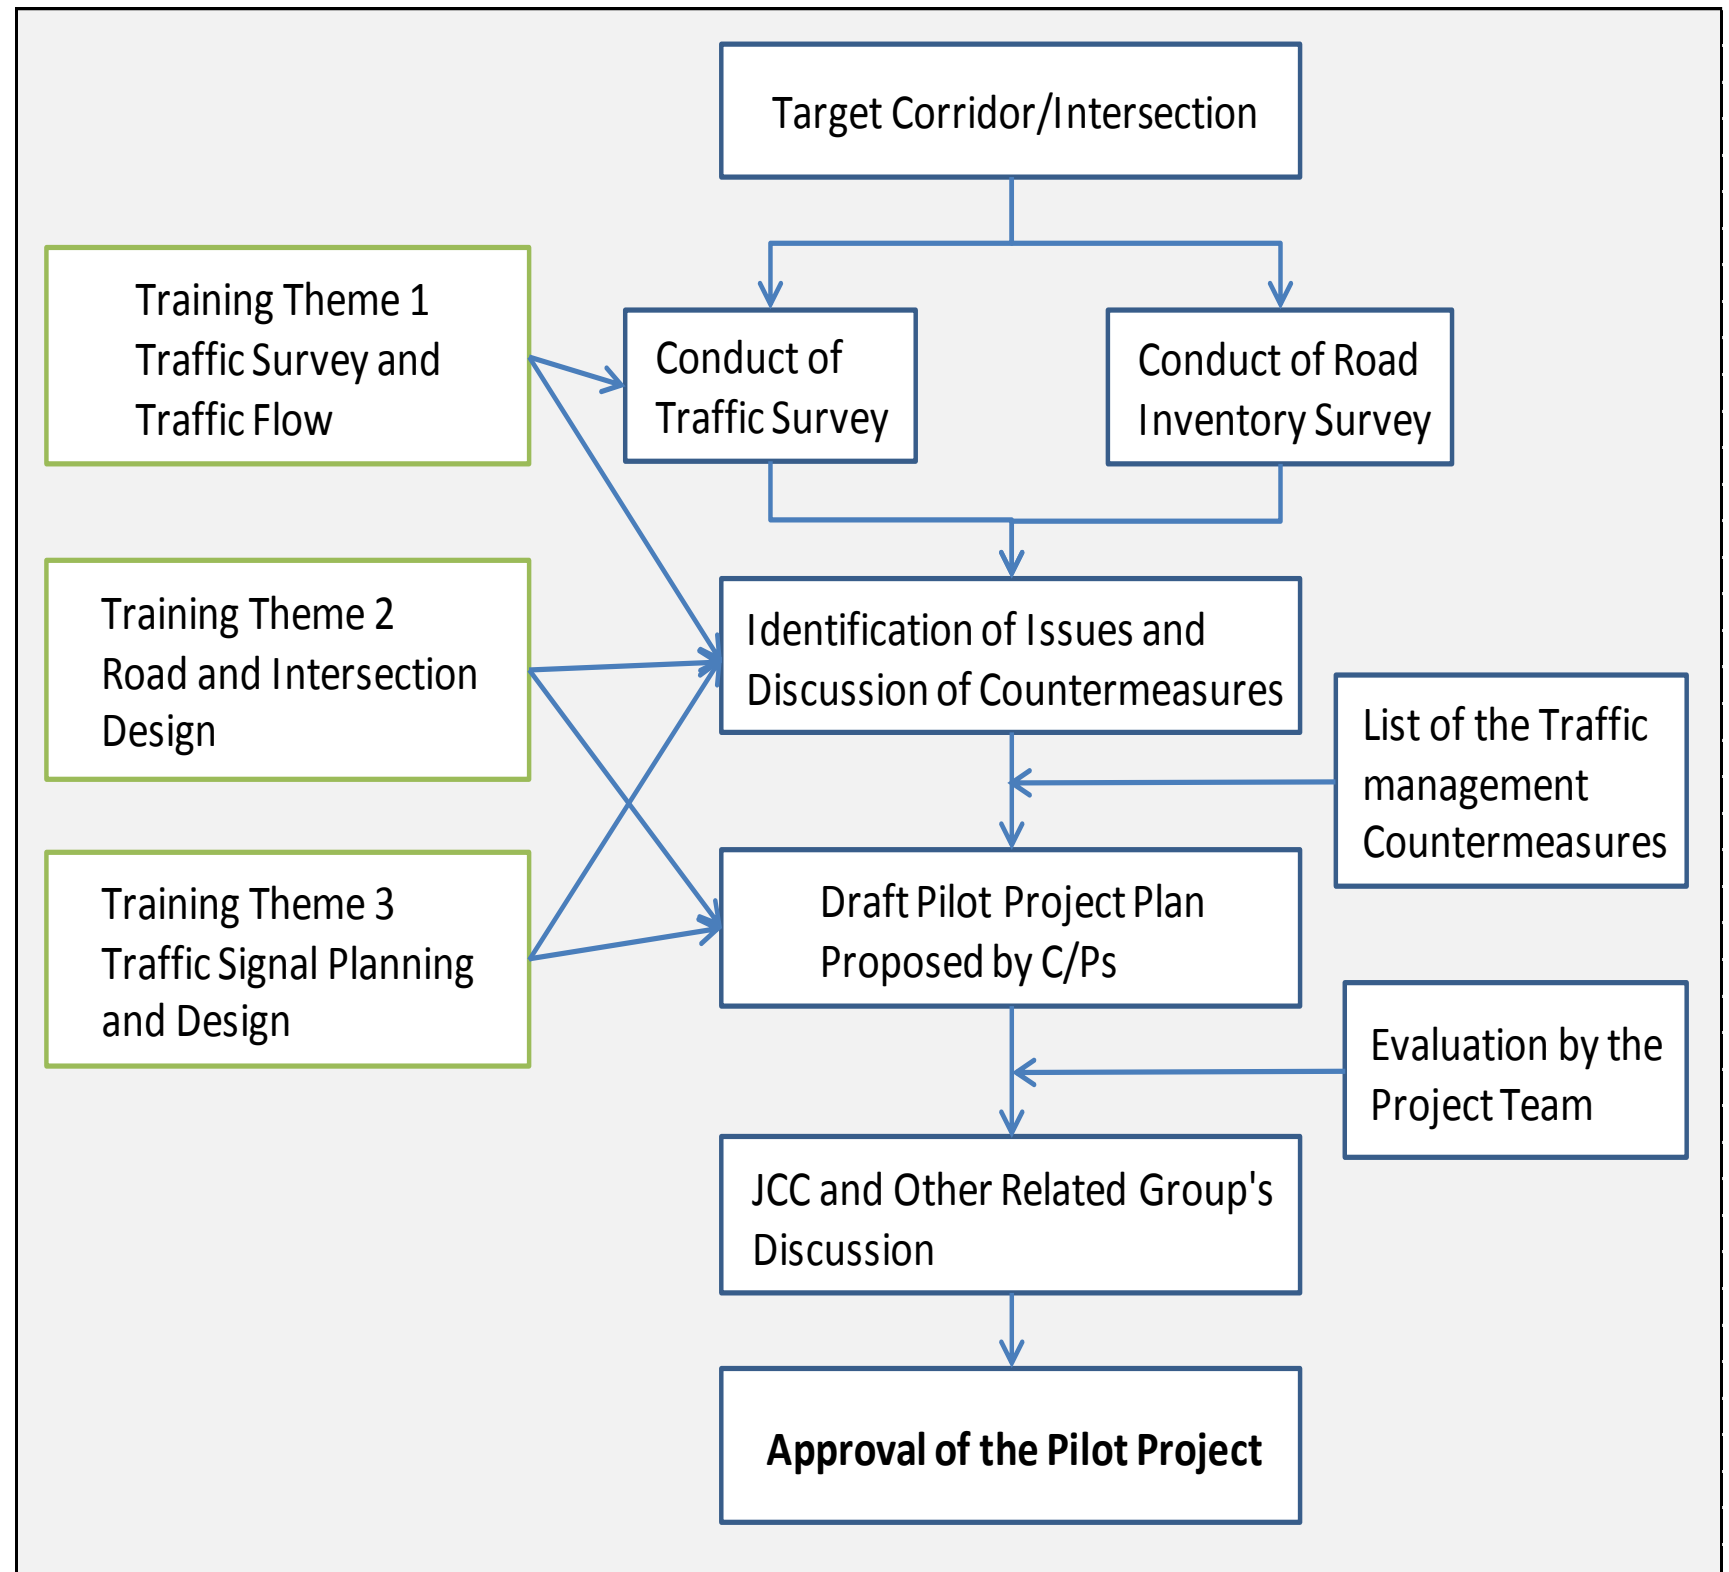 Target Corridor/Intersection
Training Theme 1
Traffic Survey and
Traffic Flow
Conduct of
Traffic Survey
Conduct of Road
Inventory Survey
Training Theme 2
Road and Intersection
Design
Identification of Issues and
Discussion of Countermeasures
List of the Traffic
management
Countermeasures
Training Theme 3
Traffic Signal Planning
and Design
Draft Pilot Project Plan
Proposed by C/Ps
Evaluation by the
Project Team
JCC and Other Related Group's
Discussion
Approval of the Pilot Project